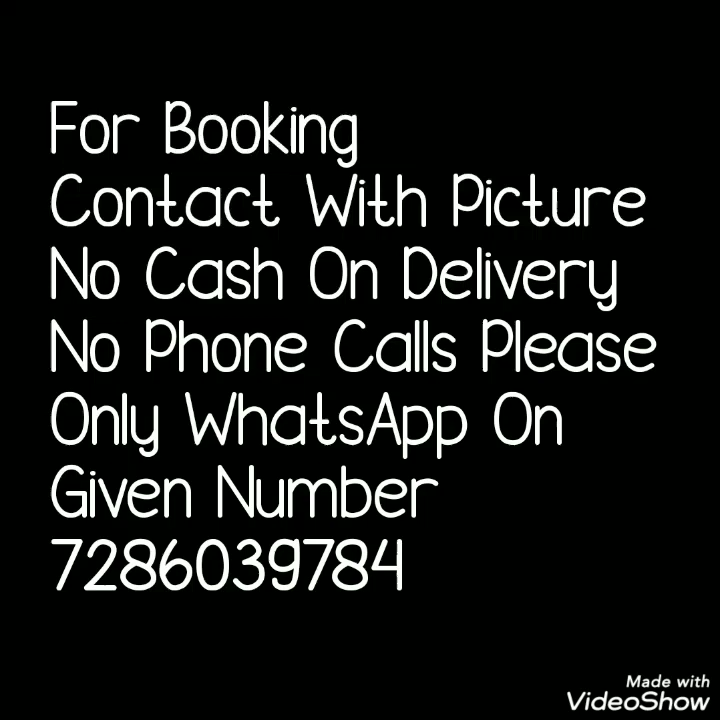 For Booking
Contact With Picture
No Cash On Delivery
No Phone Calls Please
Only WhatsApp On
Given Number
7286039784
Made with
VideoShow